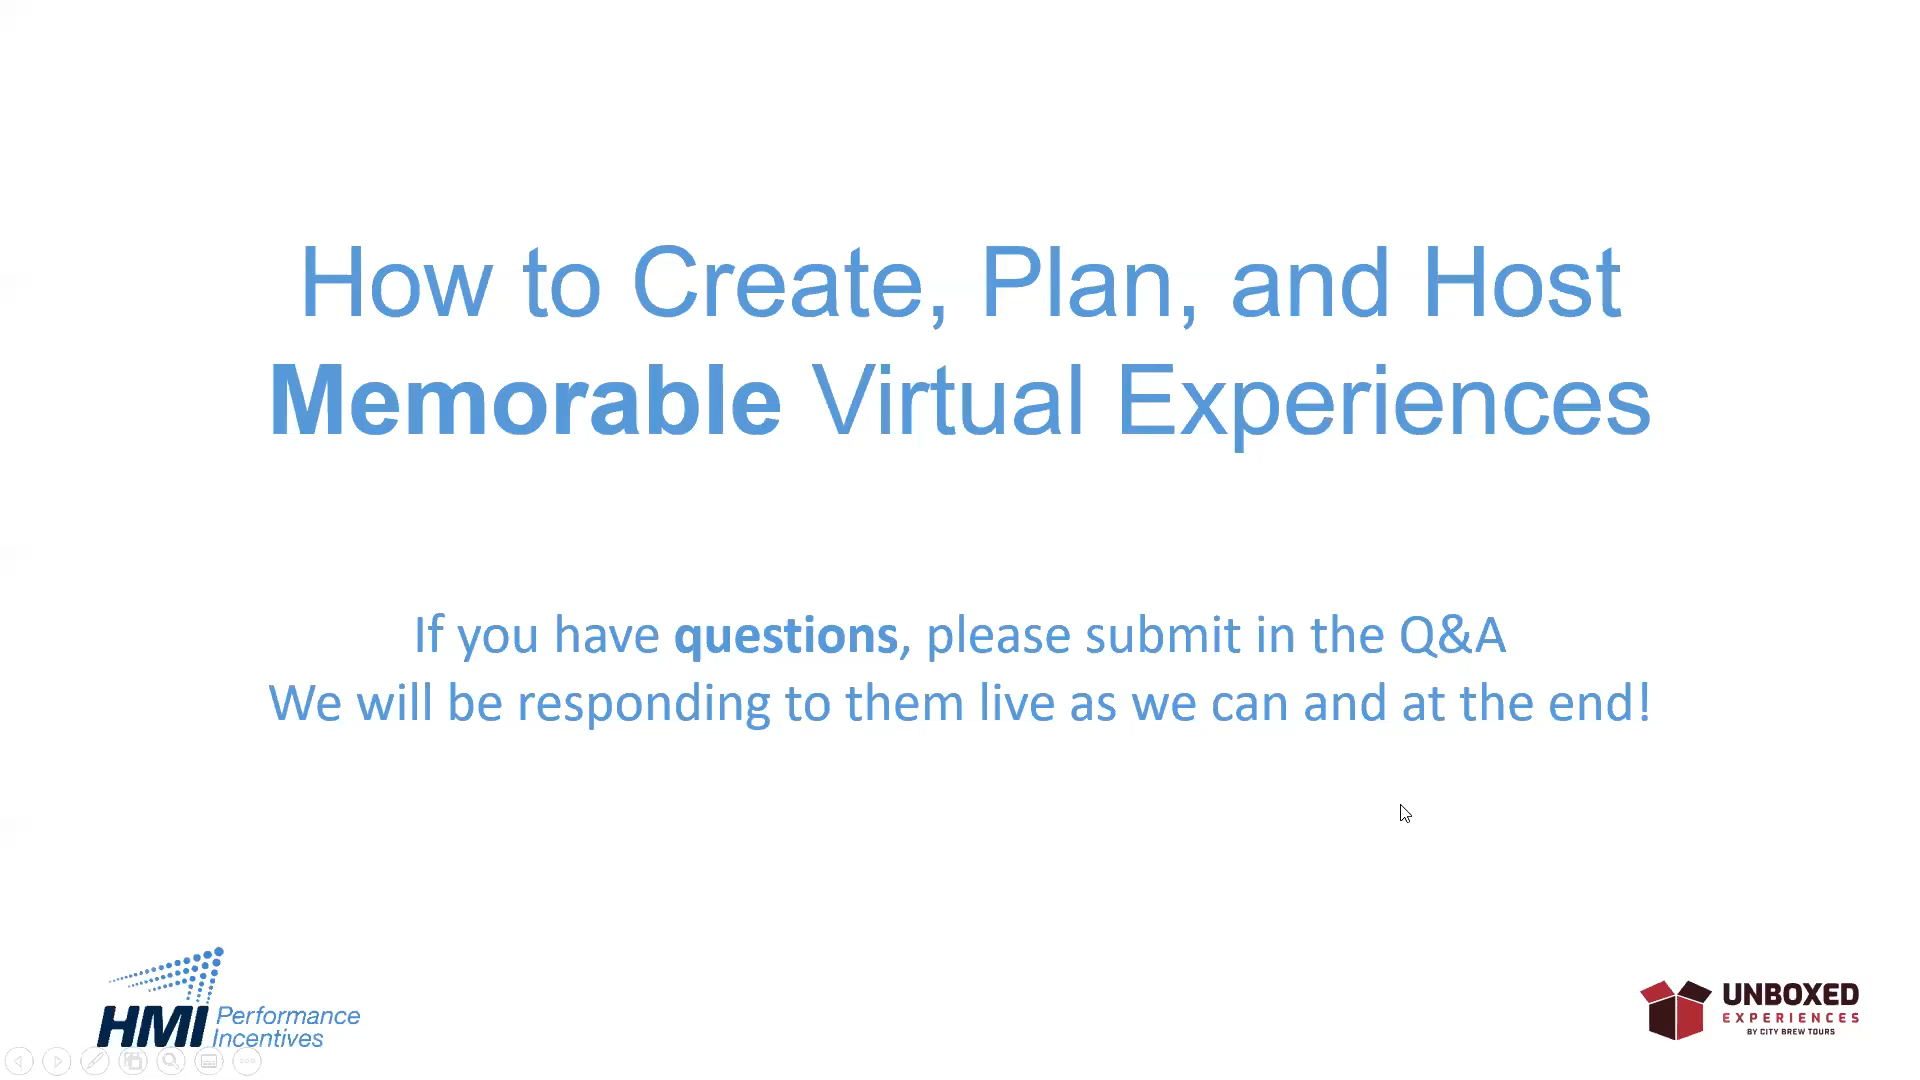 How to Create, Plan, and Host
Memorable Virtual Experiences
If you have questions, please submit in the Q&A
We will be responding to them live as we can and at the end!
HMI Performance
Incentives
UNBOXED
EXPERIENCES
BY CITY BREW TOURS